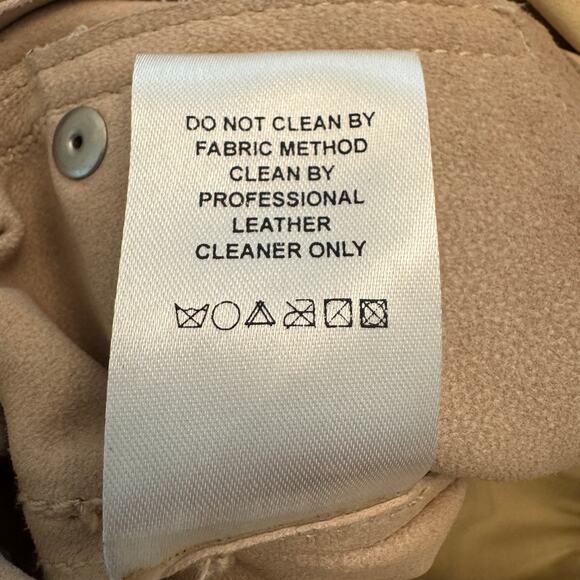 DO NOT CLEAN BY
FABRIC METHOD
CLEAN BY
PROFESSIONAL
LEATHER
CLEANER ONLY